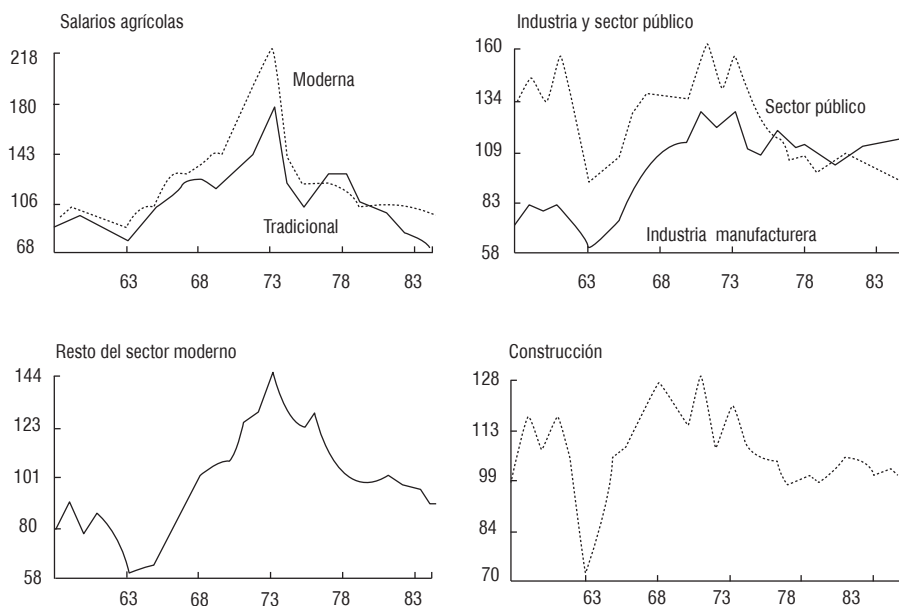 Salarios agrícolas
218
180
143
106
68
Moderna
Tradicional
63 68 73 78 83
Industria y sector público
160
134
109
83
58
Sector público
Industria manufacturera
63 68 73 78 83
Resto del sector moderno
144
123
101
80
58
63 68 73 78 83
Construcción
128
113
99
84
70
63 68 73 78 83